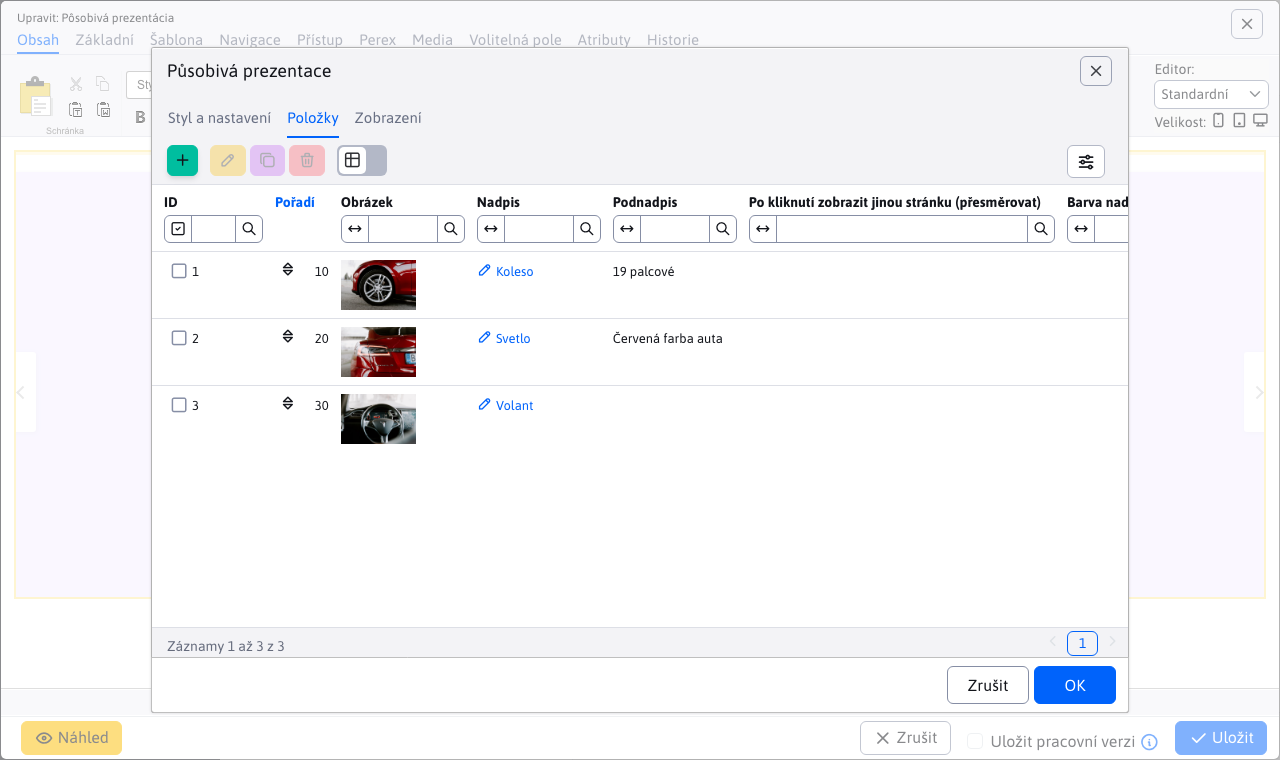 Upraviť: Pôsobivá prezentácia
Obsah Základní Šablona Navigace Přístup Perex Media Volitelná pole Atributy Historie
Schránka
B
Editor:
Standardní
Velikost:
Působivá prezentace
Styl a nastavení Položky Zobrazení
ID Pořadí Obrázek Nadpis Podnadpis Po kliknutí zobrazit jinou stránku (přesměrovat) Barva nad
1 10 Koleso 19 palcové
2 20 Svetlo Červená farba auta
3 30 Volant
Záznamy 1 až 3 z 3
1
Zrušit OK
Náhled Zrušit Uložit pracovní verzi Uložit